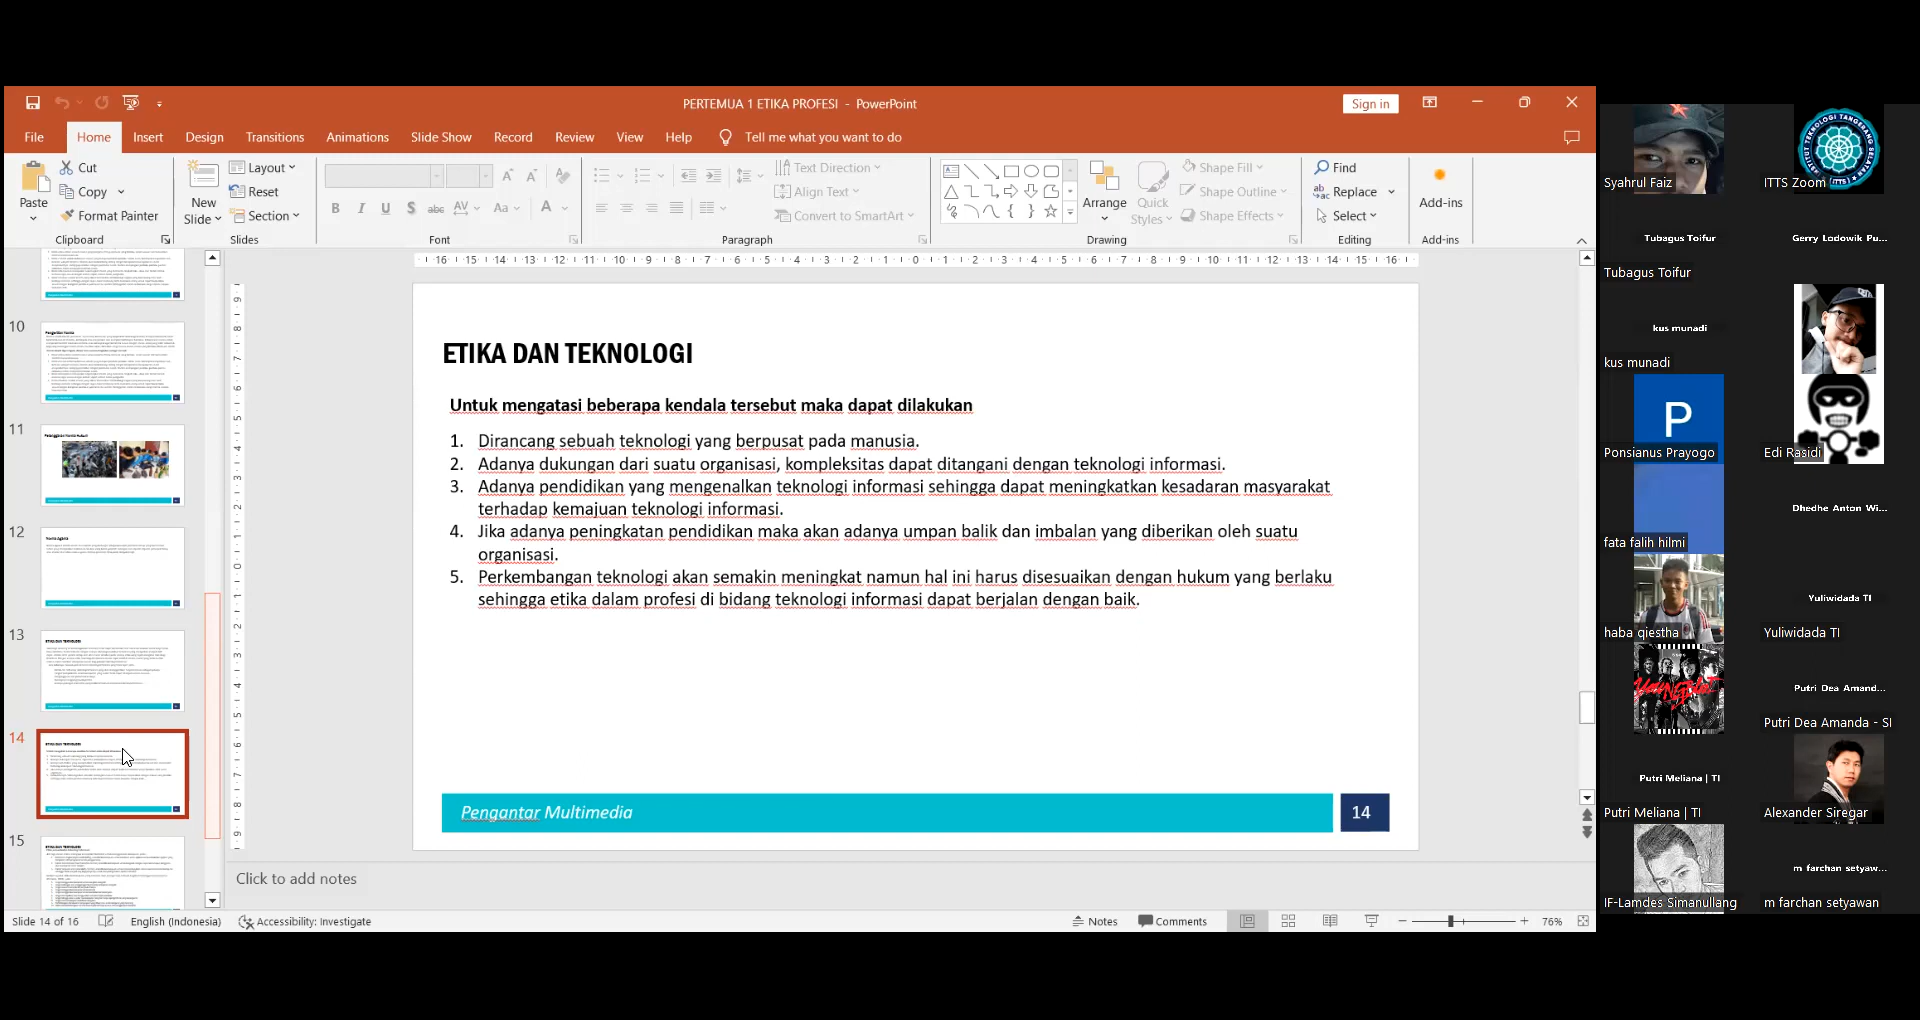 PERTEMUA 1 ETIKA PROFESI - PowerPoint
Sign in
File Home Insert Design Transitions Animations Slide Show Record Review View Help Tell me what you want to do
Paste
Cut
Copy
Format Painter
Clipboard
New Slide
Layout
Reset
Section
Slides
B I U S abc AV Aa A
Font
Text Direction
Align Text
Convert to SmartArt
Paragraph
Arrange
Quick Styles
Shape Fill
Shape Outline
Shape Effects
Drawing
Find
Replace
Select
Editing
Add-ins
Add-ins
10
11
12
13
14
15
ETIKA DAN TEKNOLOGI
Untuk mengatasi beberapa kendala tersebut maka dapat dilakukan
1. Dirancang sebuah teknologi yang berpusat pada manusia.
2. Adanya dukungan dari suatu organisasi, kompleksitas dapat ditangani dengan teknologi informasi.
3. Adanya pendidikan yang mengenalkan teknologi informasi sehingga dapat meningkatkan kesadaran masyarakat
terhadap kemajuan teknologi informasi.
4. Jika adanya peningkatan pendidikan maka akan adanya umpan balik dan imbalan yang diberikan oleh suatu
organisasi.
5. Perkembangan teknologi akan semakin meningkat namun hal ini harus disesuaikan dengan hukum yang berlaku
sehingga etika dalam profesi di bidang teknologi informasi dapat berjalan dengan baik.
Pengantar Multimedia
14
Click to add notes
Slide 14 of 16 English (Indonesia) Accessibility: Investigate Notes Comments 76%
Syahrul Faiz
ITTS Zoom
Tubagus Toifur
Gerry Lodowik Pu...
Tubagus Toifur
kus munadi
kus munadi
P
Ponsianus Prayogo
Edi Rasidi
Dhedhe Anton Wi...
fata falih hilmi
Yuliwidada TI
haba qiestha
Yuliwidada TI
Putri Dea Amand...
Putri Dea Amanda - SI
Putri Meliana | TI
Putri Meliana | TI
Alexander Siregar
m farchan setyaw...
IF-Lamdes Simanullang
m farchan setyawan